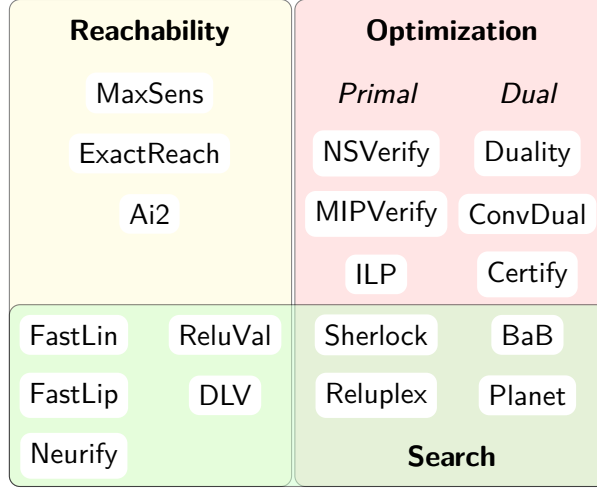 Reachability Optimization
MaxSens Primal Dual
ExactReach NSVerify Duality
Ai2 MIPVerify ConvDual
ILP Certify
FastLin ReluVal Sherlock BaB
FastLip DLV Reluplex Planet
Neurify Search